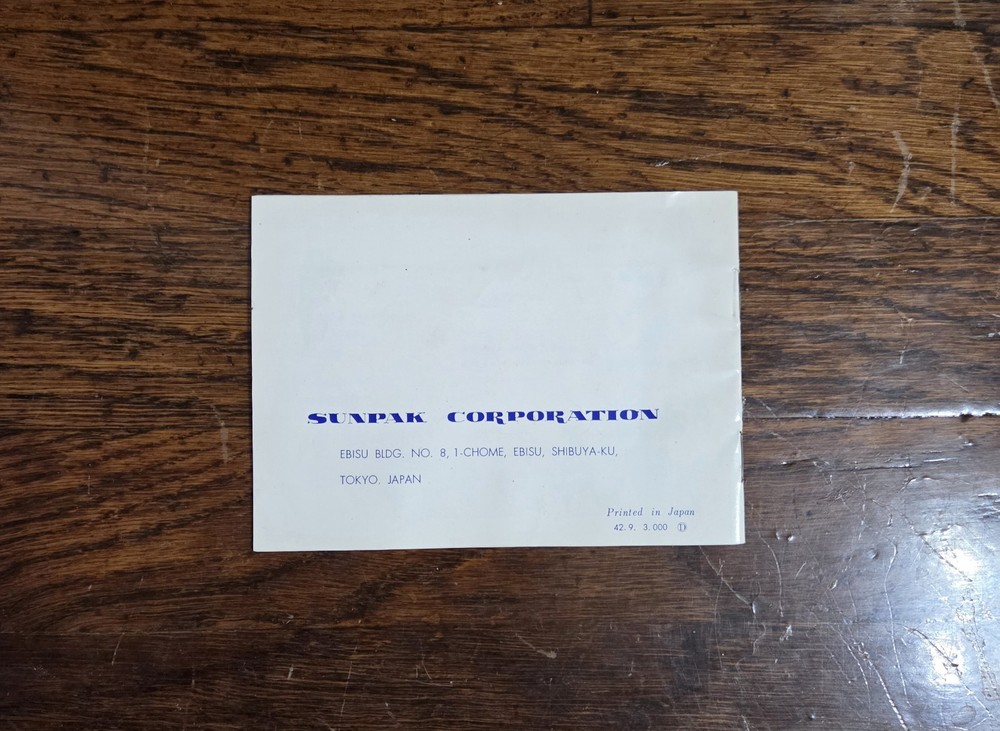 SUNPAK CORPORATION
EBISU BLDG. NO. 8, 1-CHOME, EBISU, SHIBUYA-KU,
TOKYO. JAPAN
Printed in Japan
42. 9. 3.000